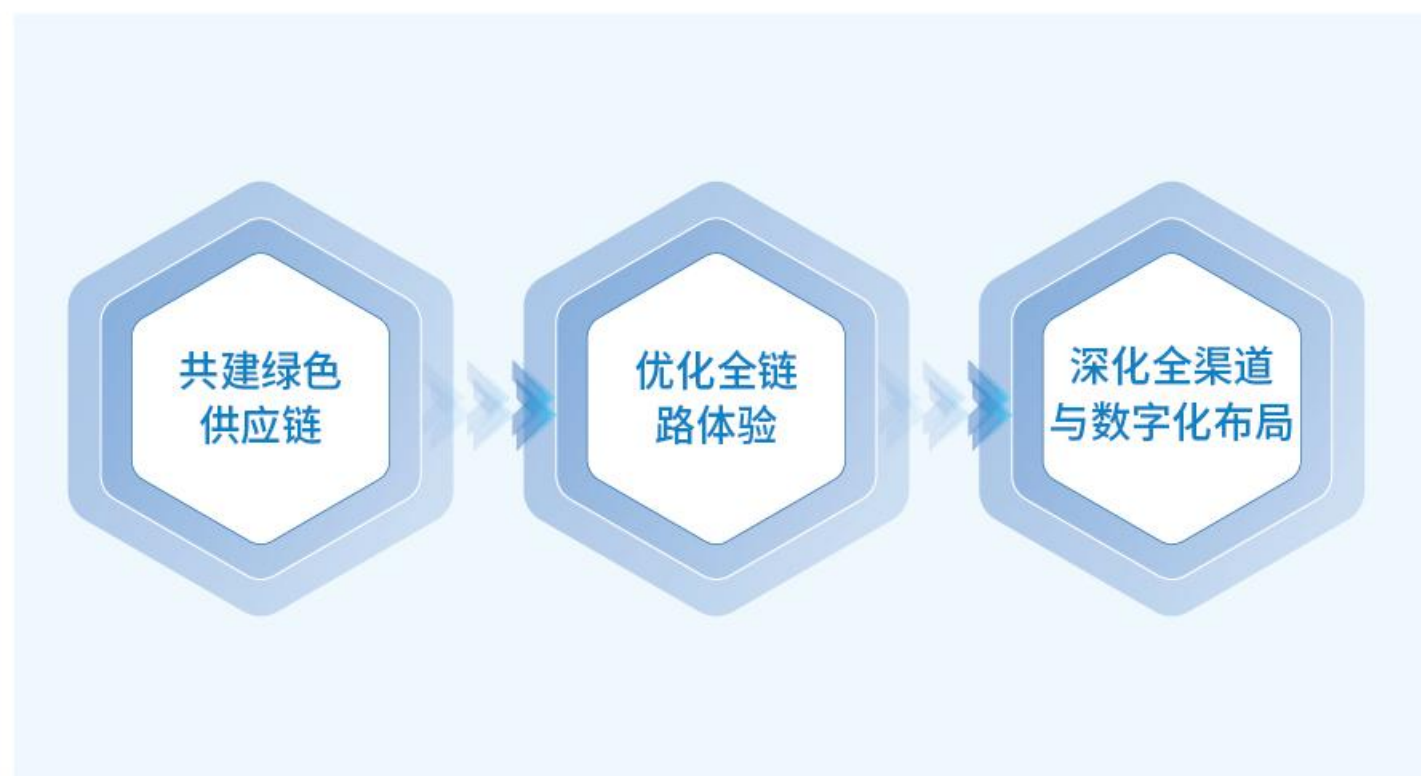 共建绿色
供应链
优化全链
路体验
深化全渠道
与数字化布局